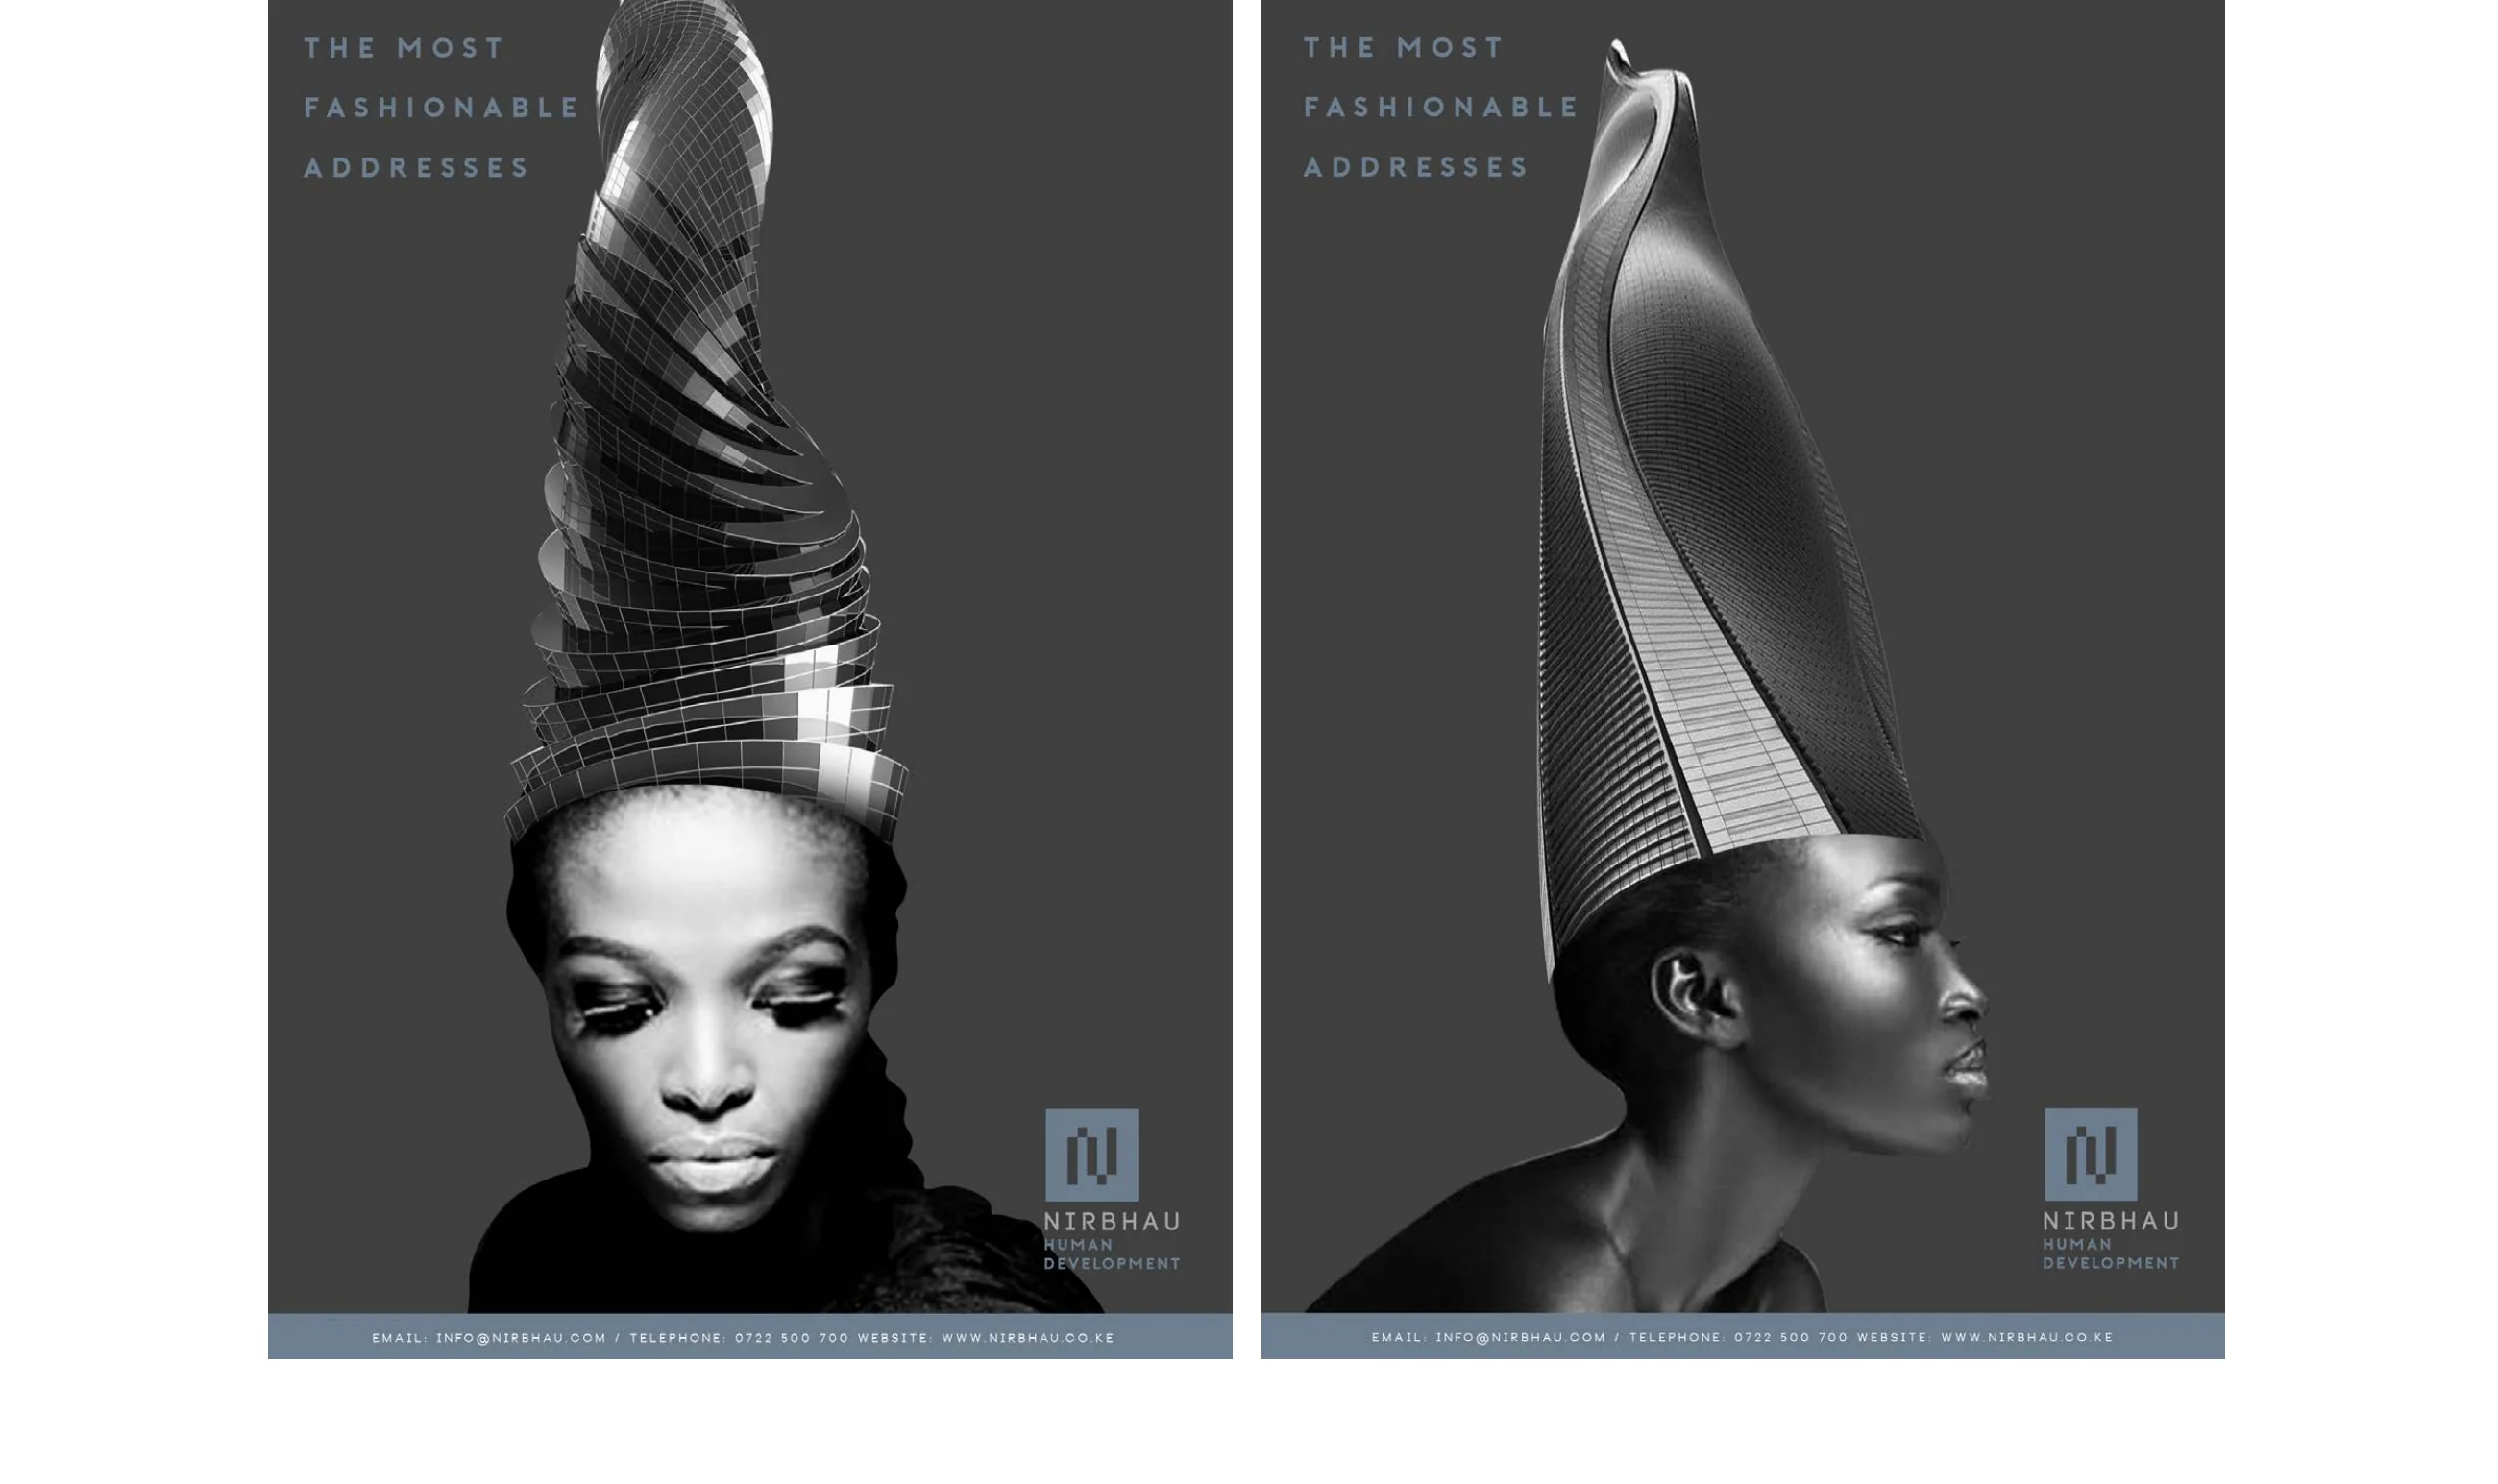 THE MOST
FASHIONABLE
ADDRESSES
NIRBHAU
HUMAN
DEVELOPMENT
EMAIL: INFO@NIRBHAU.COM / TELEPHONE: 0722 500 700 WEBSITE: WWW.NIRBHAU.CO.KE
THE MOST
FASHIONABLE
ADDRESSES
NIRBHAU
HUMAN
DEVELOPMENT
EMAIL: INFO@NIRBHAU.COM / TELEPHONE: 0722 500 700 WEBSITE: WWW.NIRBHAU.CO.KE